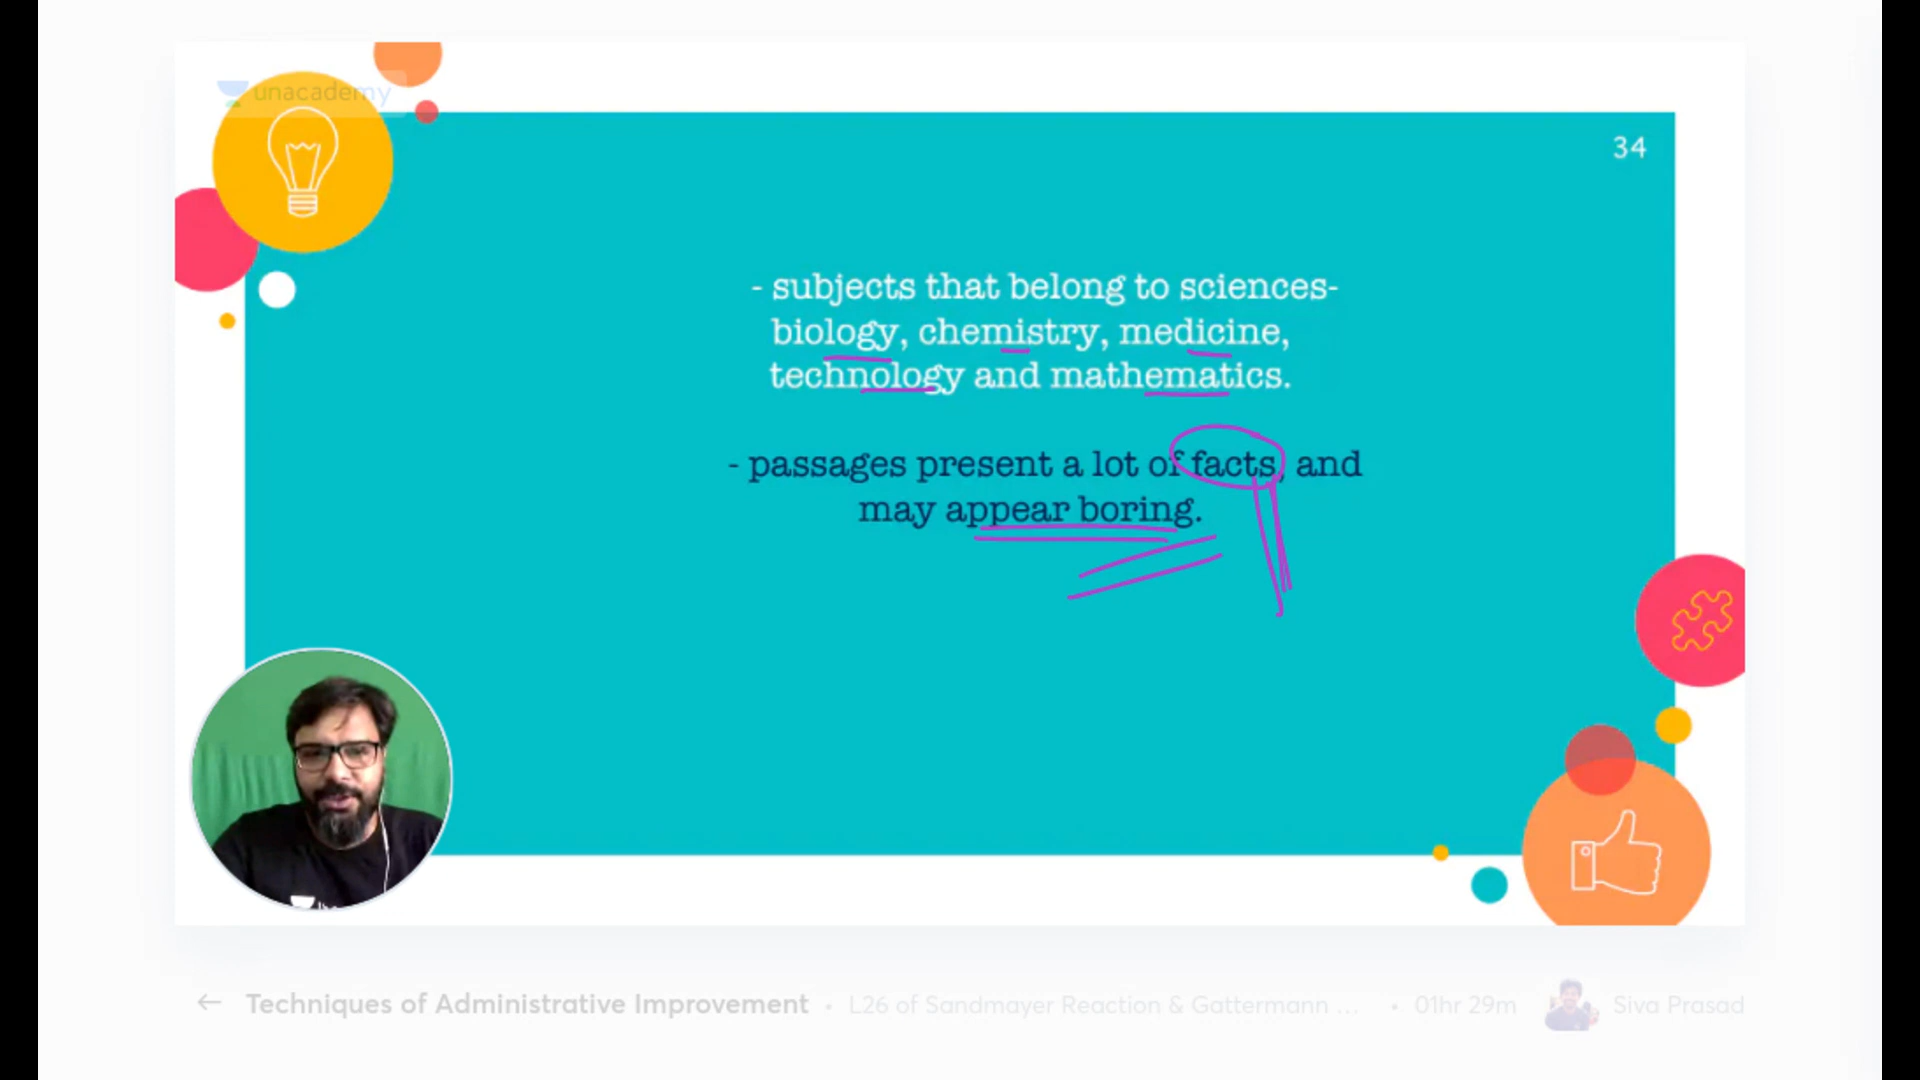 unacademy
34
- subjects that belong to sciences-
biology, chemistry, medicine,
technology and mathematics.
- passages present a lot of facts, and
may appear boring.
← Techniques of Administrative Improvement • L26 of Sandmayer Reaction & Gattermann ... • 01hr 29m Siva Prasad